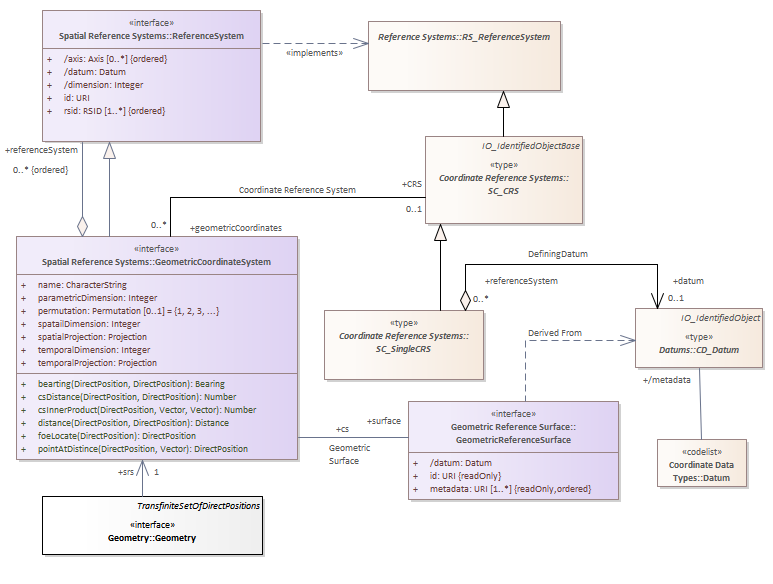 «interface»
Spatial Reference Systems::ReferenceSystem
+ /axis: Axis [0..*] {ordered}
+ /datum: Datum
+ /dimension: Integer
+ id: URI
+ rsid: RSID [1..*] {ordered}
«implements»
Reference Systems::RS_ReferenceSystem
IO_IdentifiedObjectBase
«type»
Coordinate Reference Systems::
SC_CRS
+referenceSystem
0..* {ordered}
Coordinate Reference System
+CRS
0..1
0..*
+geometricCoordinates
«interface»
Spatial Reference Systems::GeometricCoordinateSystem
+ name: CharacterString
+ parametricDimension: Integer
+ permutation: Permutation [0..1] = {1, 2, 3, ...}
+ spatailDimension: Integer
+ spatialProjection: Projection
+ temporalDimension: Integer
+ temporalProjection: Projection
+ bearting(DirectPosition, DirectPosition): Bearing
+ csDistance(DirectPosition, DirectPosition): Number
+ csInnerProduct(DirectPosition, Vector, Vector): Number
+ distance(DirectPosition, DirectPosition): Distance
+ foeLocate(DirectPosition): DirectPosition
+ pointAtDistince(DirectPosition, Vector): DirectPosition
DefiningDatum
+referenceSystem
0..*
+datum
0..1
«type»
Coordinate Reference Systems::
SC_SingleCRS
IO_IdentifiedObject
«type»
Datums::CD_Datum
Derived From
+/metadata
+cs
+surface
Geometric
Surface
«interface»
Geometric Reference Surface::
GeometricReferenceSurface
+ /datum: Datum
+ id: URI {readOnly}
+ metadata: URI [1..*] {readOnly,ordered}
«codelist»
Coordinate Data
Types::Datum
+srs
1
TransfiniteSetOfDirectPositions
«interface»
Geometry::Geometry